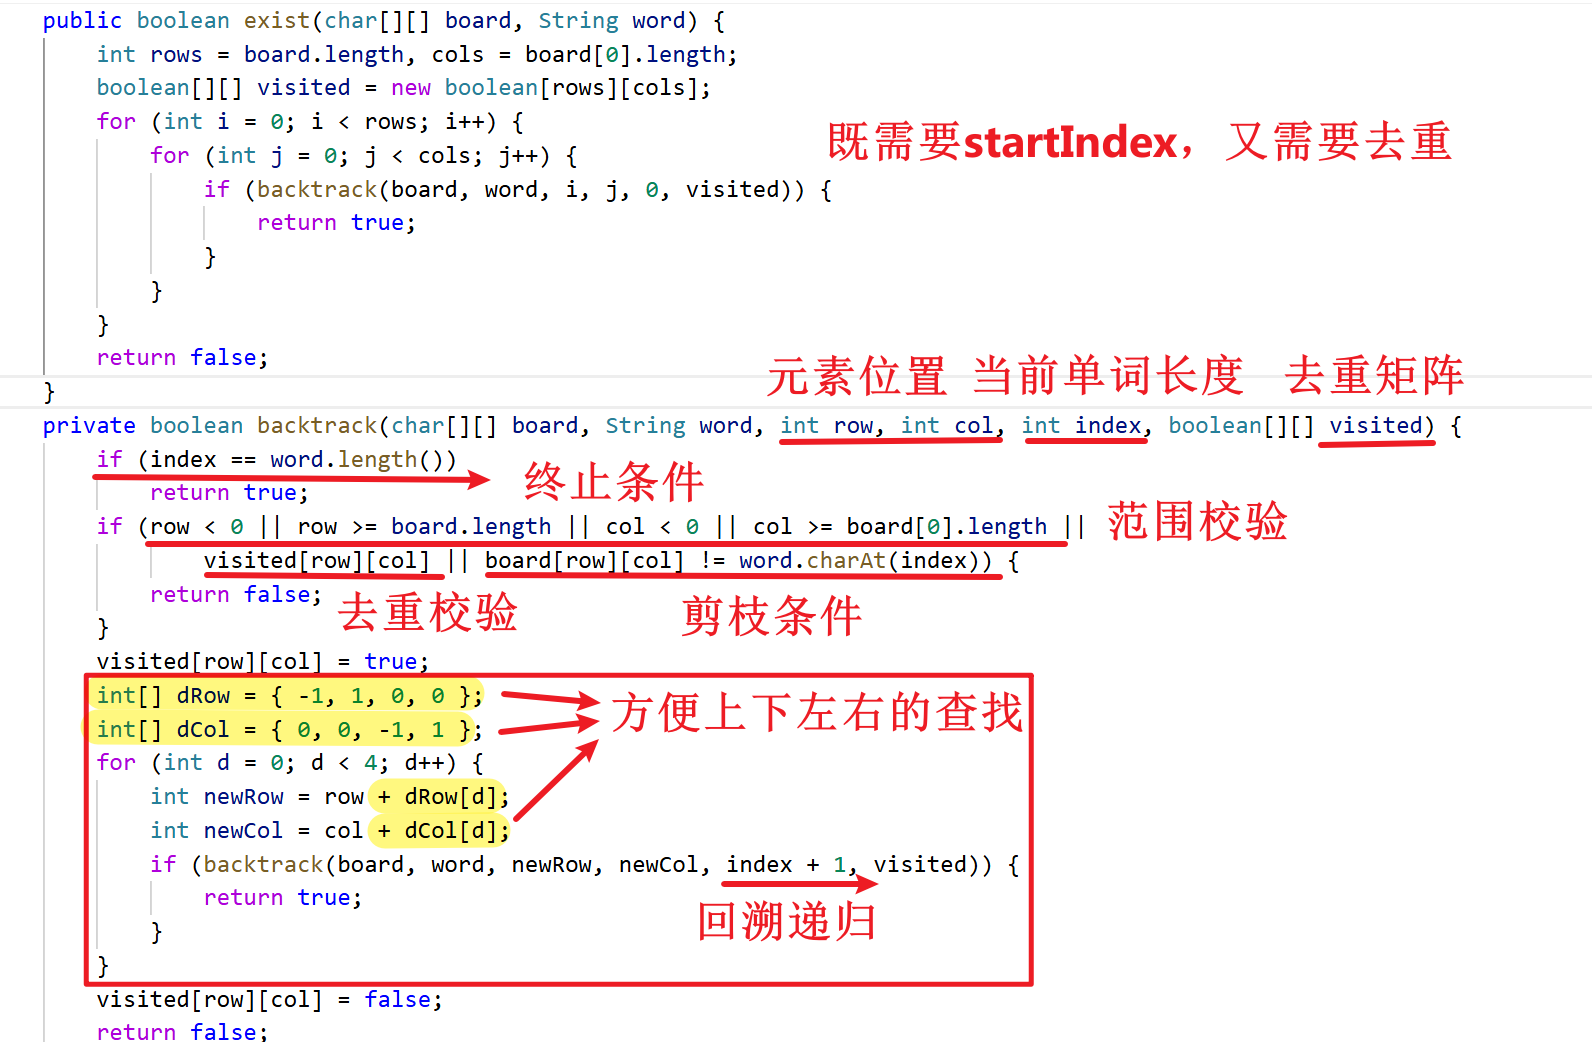 public boolean exist(char[][] board, String word) {
int rows = board.length, cols = board[0].length;
boolean[][] visited = new boolean[rows][cols];
for (int i = 0; i < rows; i++) {
既需要startIndex，又需要去重
for (int j = 0; j < cols; j++) {
if (backtrack(board, word, i, j, 0, visited)) {
return true;
}
}
}
return false;
元素位置 当前单词长度 去重矩阵
}
private boolean backtrack(char[][] board, String word, int row, int col, int index, boolean[][] visited) {
if (index == word.length())
终止条件
return true;
if (row < 0 || row >= board.length || col < 0 || col >= board[0].length ||
范围校验
visited[row][col] || board[row][col] != word.charAt(index)) {
return false;
去重校验 剪枝条件
}
visited[row][col] = true;
int[] dRow = { -1, 1, 0, 0 };
方便上下左右的查找
int[] dCol = { 0, 0, -1, 1 };
for (int d = 0; d < 4; d++) {
int newRow = row + dRow[d];
int newCol = col + dCol[d];
if (backtrack(board, word, newRow, newCol, index + 1, visited)) {
return true;
回溯递归
}
}
visited[row][col] = false;
return false;